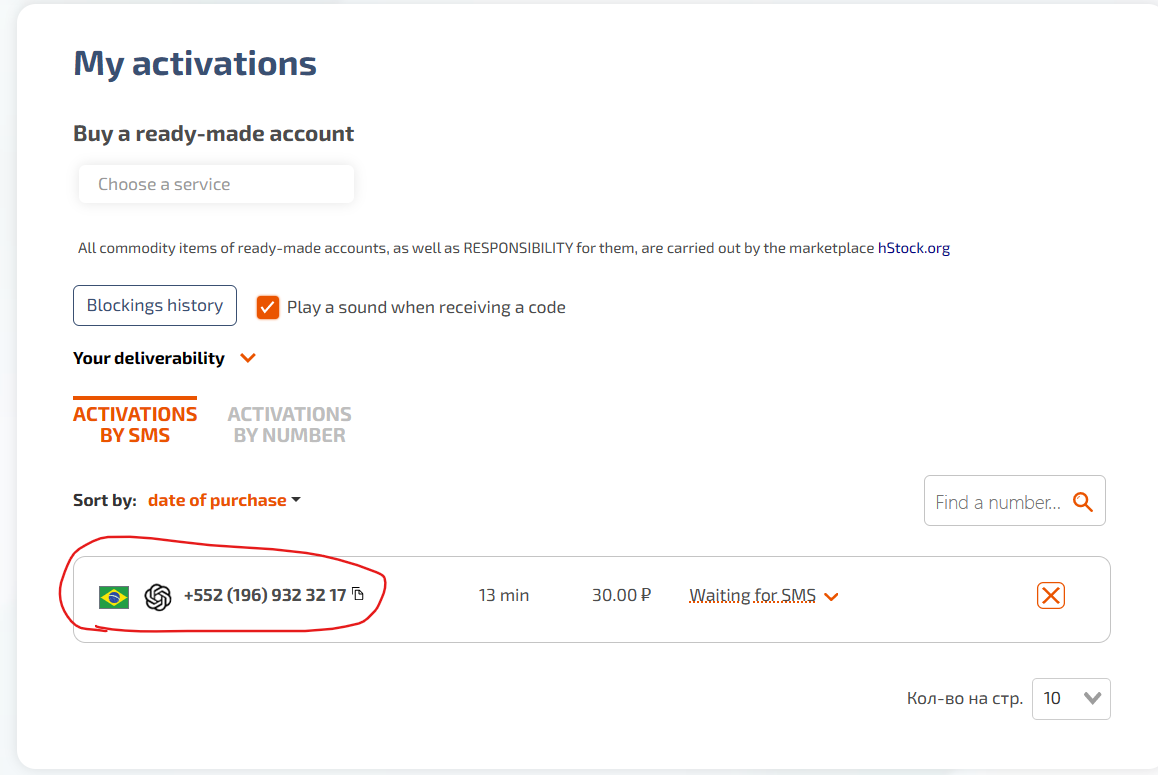 My activations
Buy a ready-made account
Choose a service
All commodity items of ready-made accounts, as well as RESPONSIBILITY for them, are carried out by the marketplace hStock.org
Blockings history
Play a sound when receiving a code
Your deliverability
ACTIVATIONS
BY SMS
ACTIVATIONS
BY NUMBER
Sort by: date of purchase
Find a number...
+552 (196) 932 32 17
13 min
30.00 ₽
Waiting for SMS
Кол-во на стр.
10